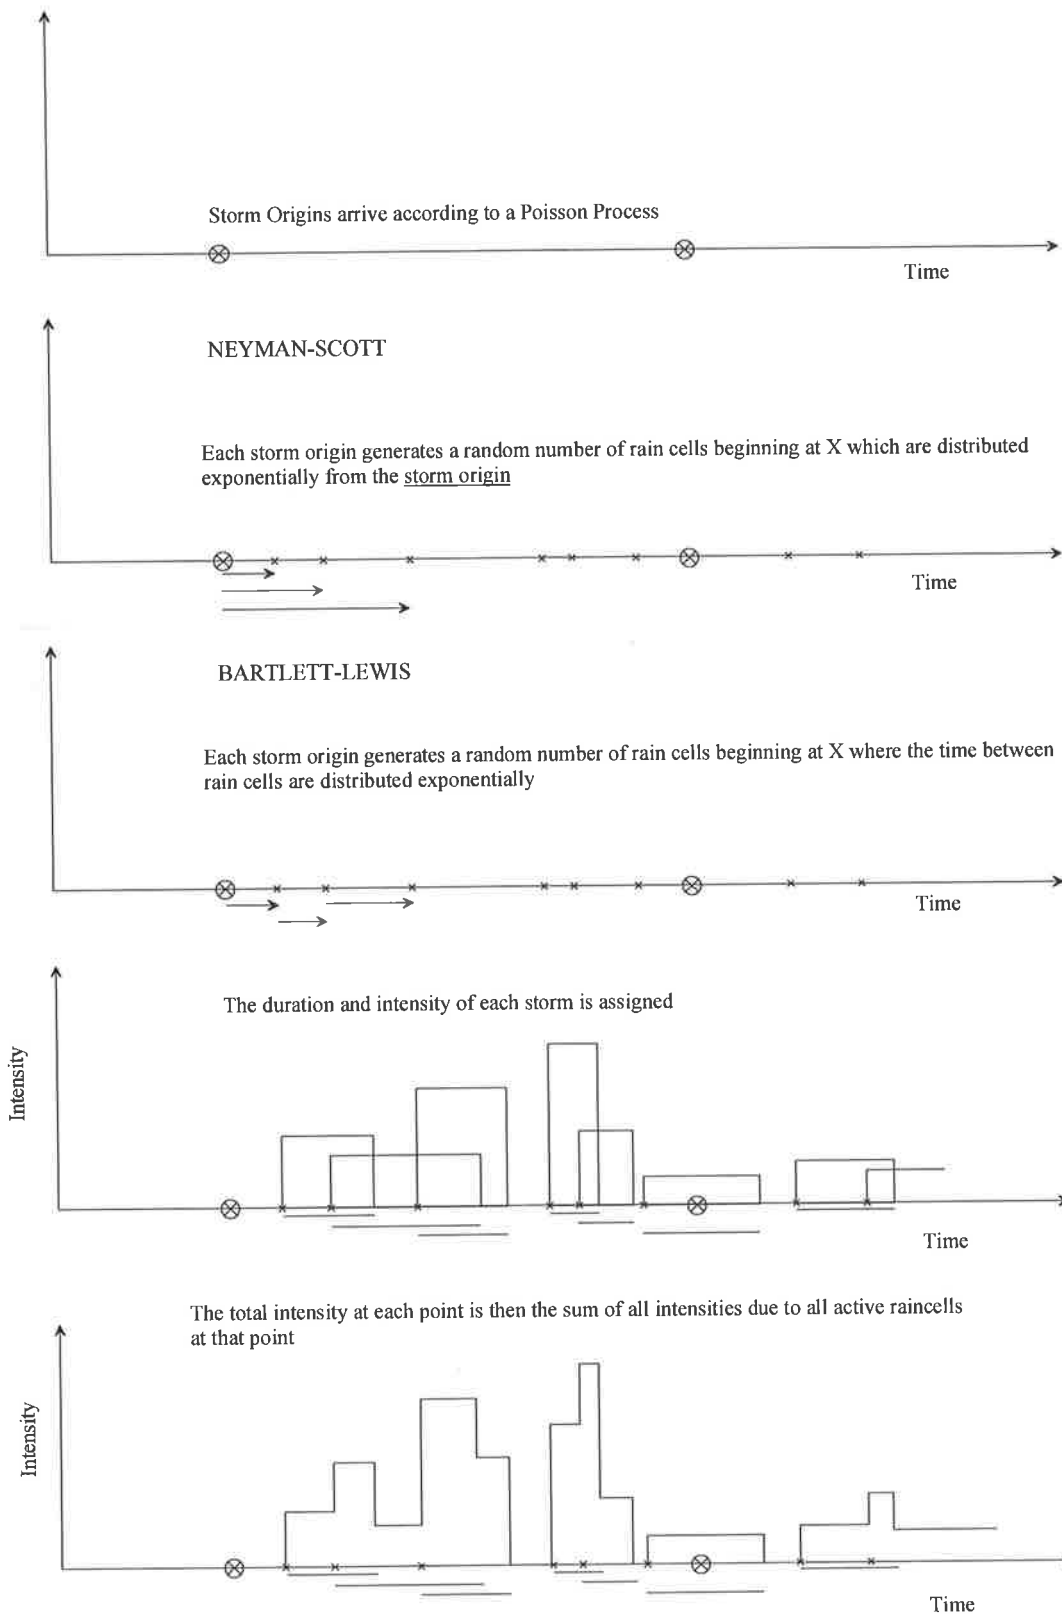 Storm Origins arrive according to a Poisson Process
Time
NEYMAN-SCOTT
Each storm origin generates a random number of rain cells beginning at X which are distributed
exponentially from the storm origin
Time
BARTLETT-LEWIS
Each storm origin generates a random number of rain cells beginning at X where the time between
rain cells are distributed exponentially
Time
The duration and intensity of each storm is assigned
Intensity
Time
The total intensity at each point is then the sum of all intensities due to all active raincells
at that point
Intensity
Time